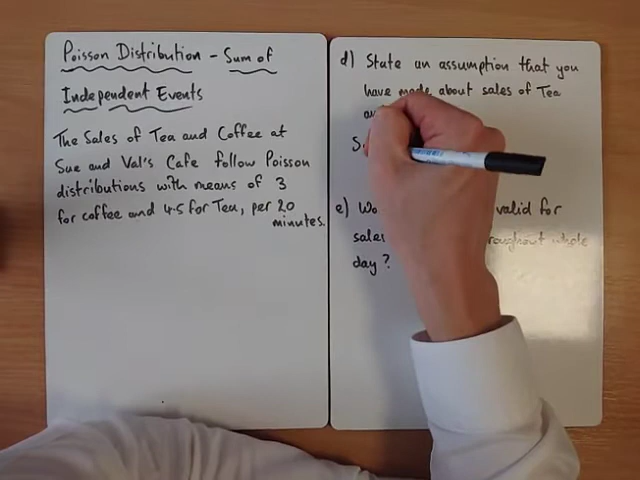 Poisson Distribution - Sum of
Independent Events
The Sales of Tea and Coffee at
Sue and Val's Cafe follow Poisson
distributions with means of 3
for coffee and 4.5 for Tea, per 20
minutes.
d) State an assumption that you
have made about sales of Tea
e) valid for
throughout whole
day?